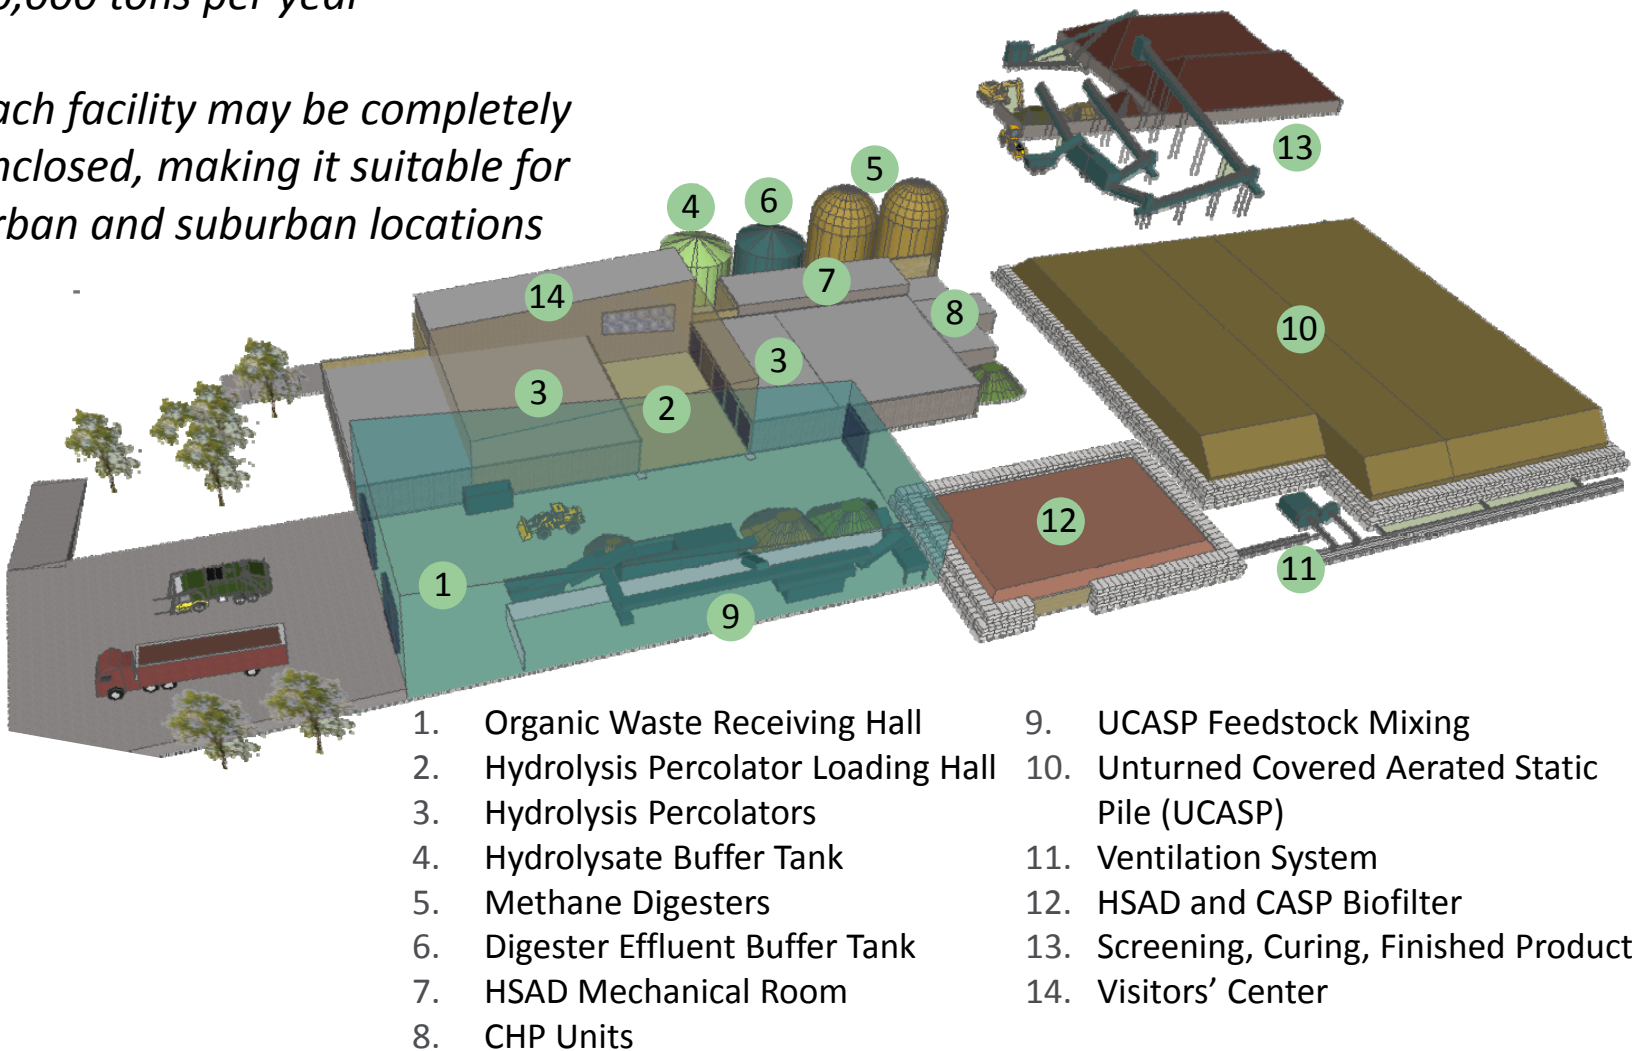 ,000 tons per year
ach facility may be completely
nclosed, making it suitable for
rban and suburban locations
-
13
5
4
6
7
14
8
10
3
3
2
12
11
1
9
1. Organic Waste Receiving Hall
2. Hydrolysis Percolator Loading Hall
3. Hydrolysis Percolators
4. Hydrolysate Buffer Tank
5. Methane Digesters
6. Digester Effluent Buffer Tank
7. HSAD Mechanical Room
8. CHP Units
9. UCASP Feedstock Mixing
10. Unturned Covered Aerated Static
Pile (UCASP)
11. Ventilation System
12. HSAD and CASP Biofilter
13. Screening, Curing, Finished Product
14. Visitors’ Center